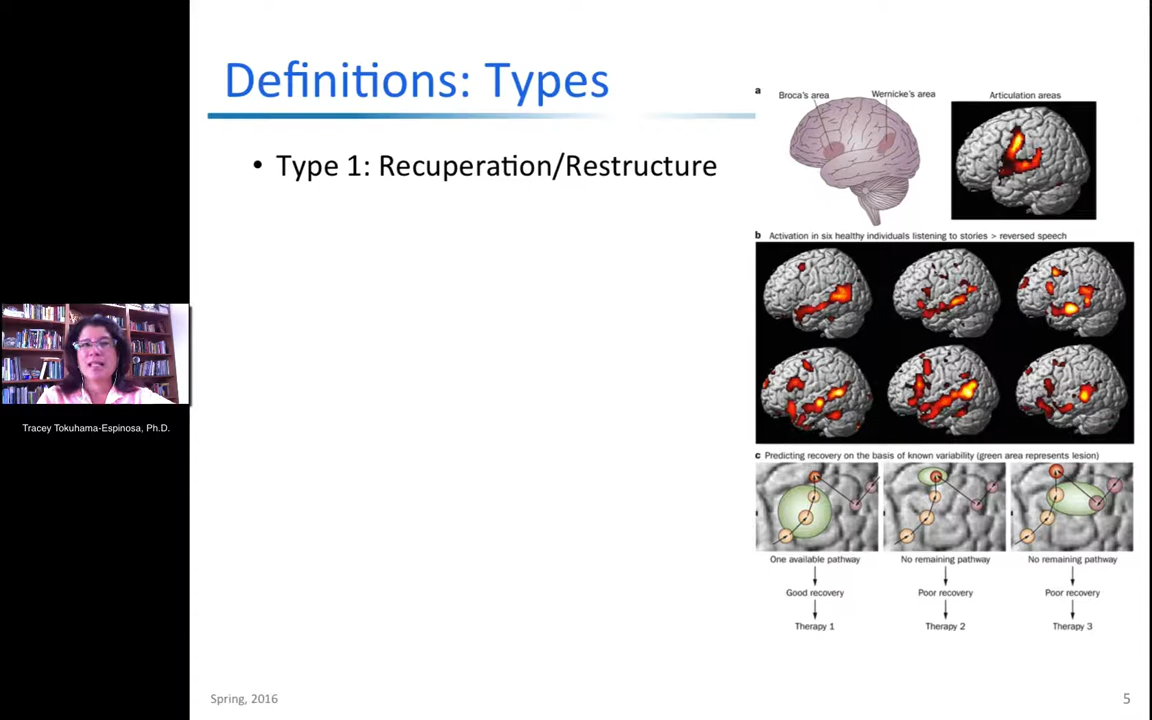 Definitions: Types
• Type 1: Recuperation/Restructure
a
Broca's area
Wernicke's area
Articulation areas
b Activation in six healthy individuals listening to stories > reversed speech
c Predicting recovery on the basis of known variability (green area represents lesion)
One available pathway
No remaining pathway
No remaining pathway
Good recovery
Poor recovery
Poor recovery
Therapy 1
Therapy 2
Therapy 3
Tracey Tokuhama-Espinosa, Ph.D.
Spring, 2016
5